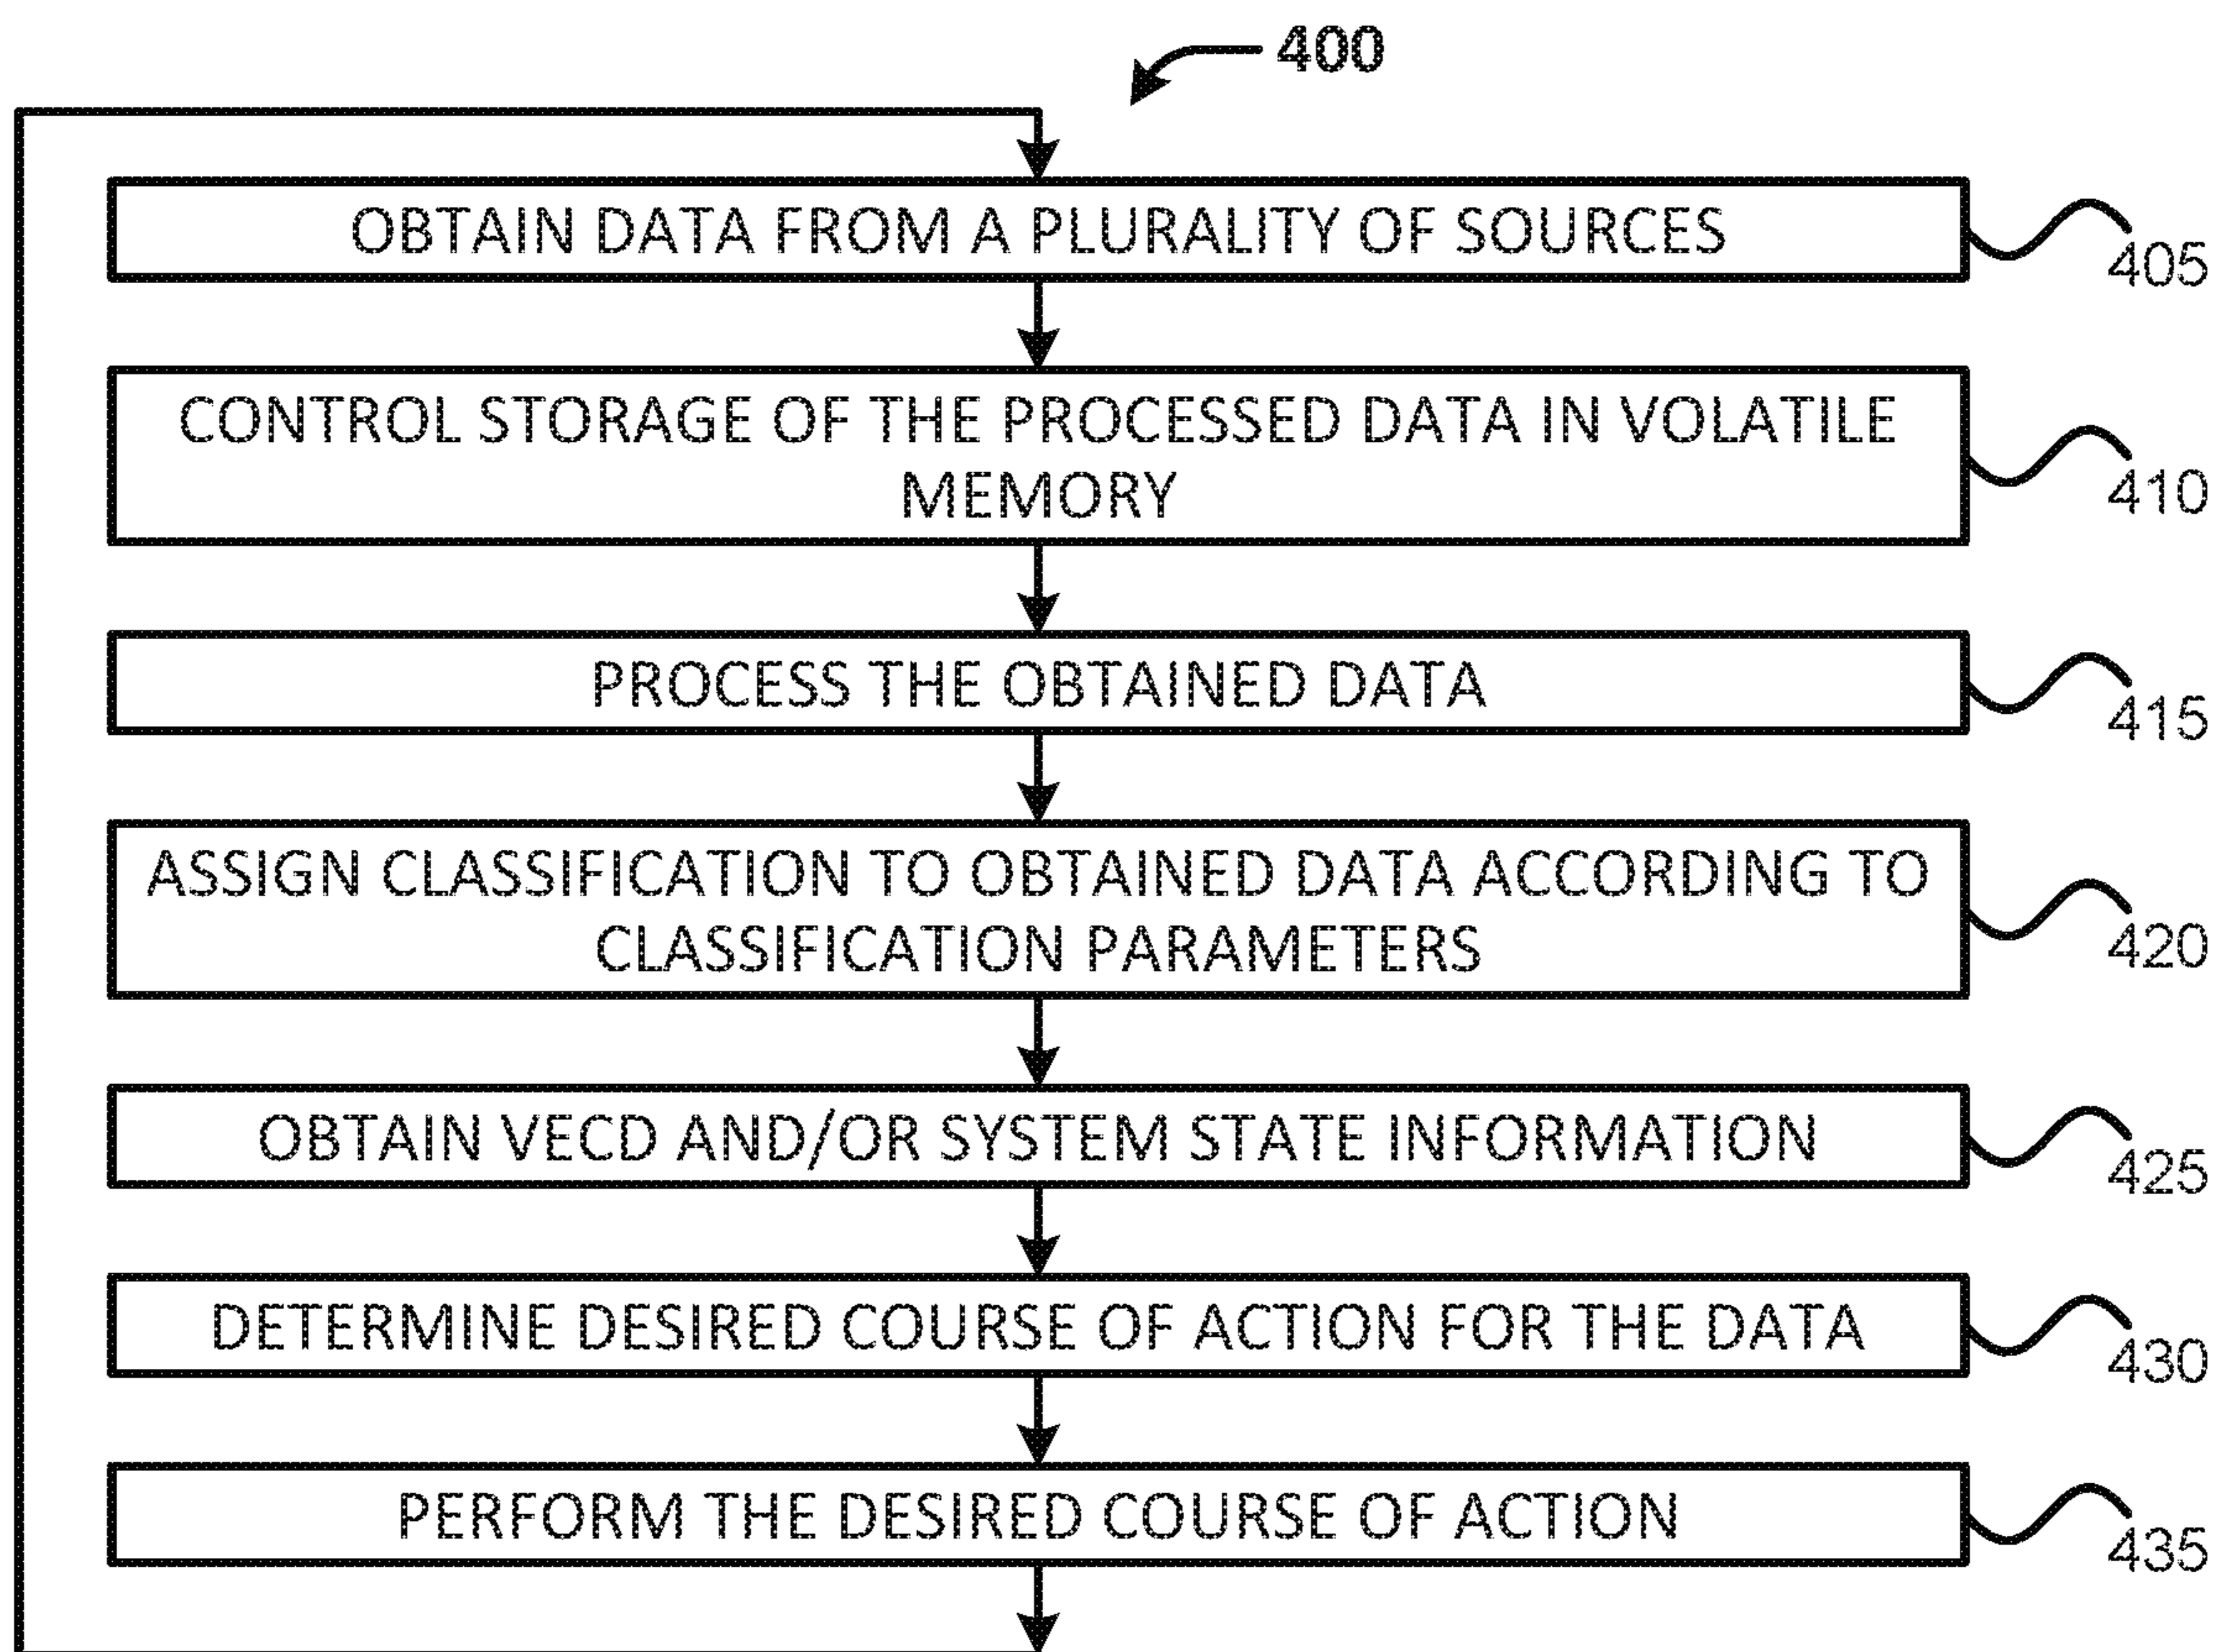 400
OBTAIN DATA FROM A PLURALITY OF SOURCES
405
CONTROL STORAGE OF THE PROCESSED DATA IN VOLATILE
MEMORY
410
PROCESS THE OBTAINED DATA
415
ASSIGN CLASSIFICATION TO OBTAINED DATA ACCORDING TO
CLASSIFICATION PARAMETERS
420
OBTAIN VECD AND/OR SYSTEM STATE INFORMATION
425
DETERMINE DESIRED COURSE OF ACTION FOR THE DATA
430
PERFORM THE DESIRED COURSE OF ACTION
435